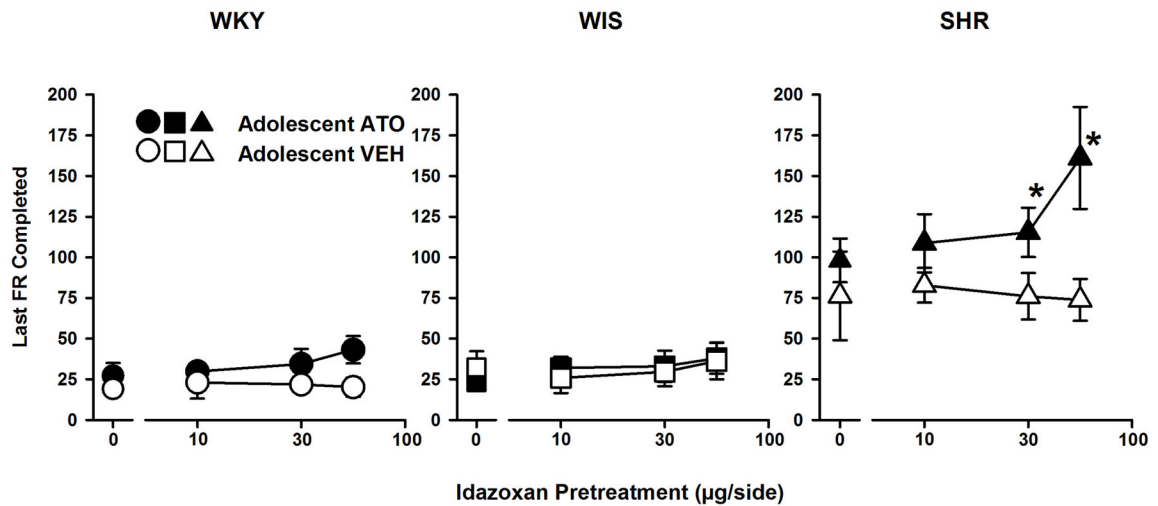 WKY WIS SHR
Adolescent ATO
Adolescent VEH
Last FR Completed
200 200 200
175 175 175
150 150 150
125 125 125
100 100 100
75 75 75
50 50 50
25 25 25
0 0 0
* *
0 10 30 100 0 10 30 100 0 10 30 100
Idazoxan Pretreatment (µg/side)